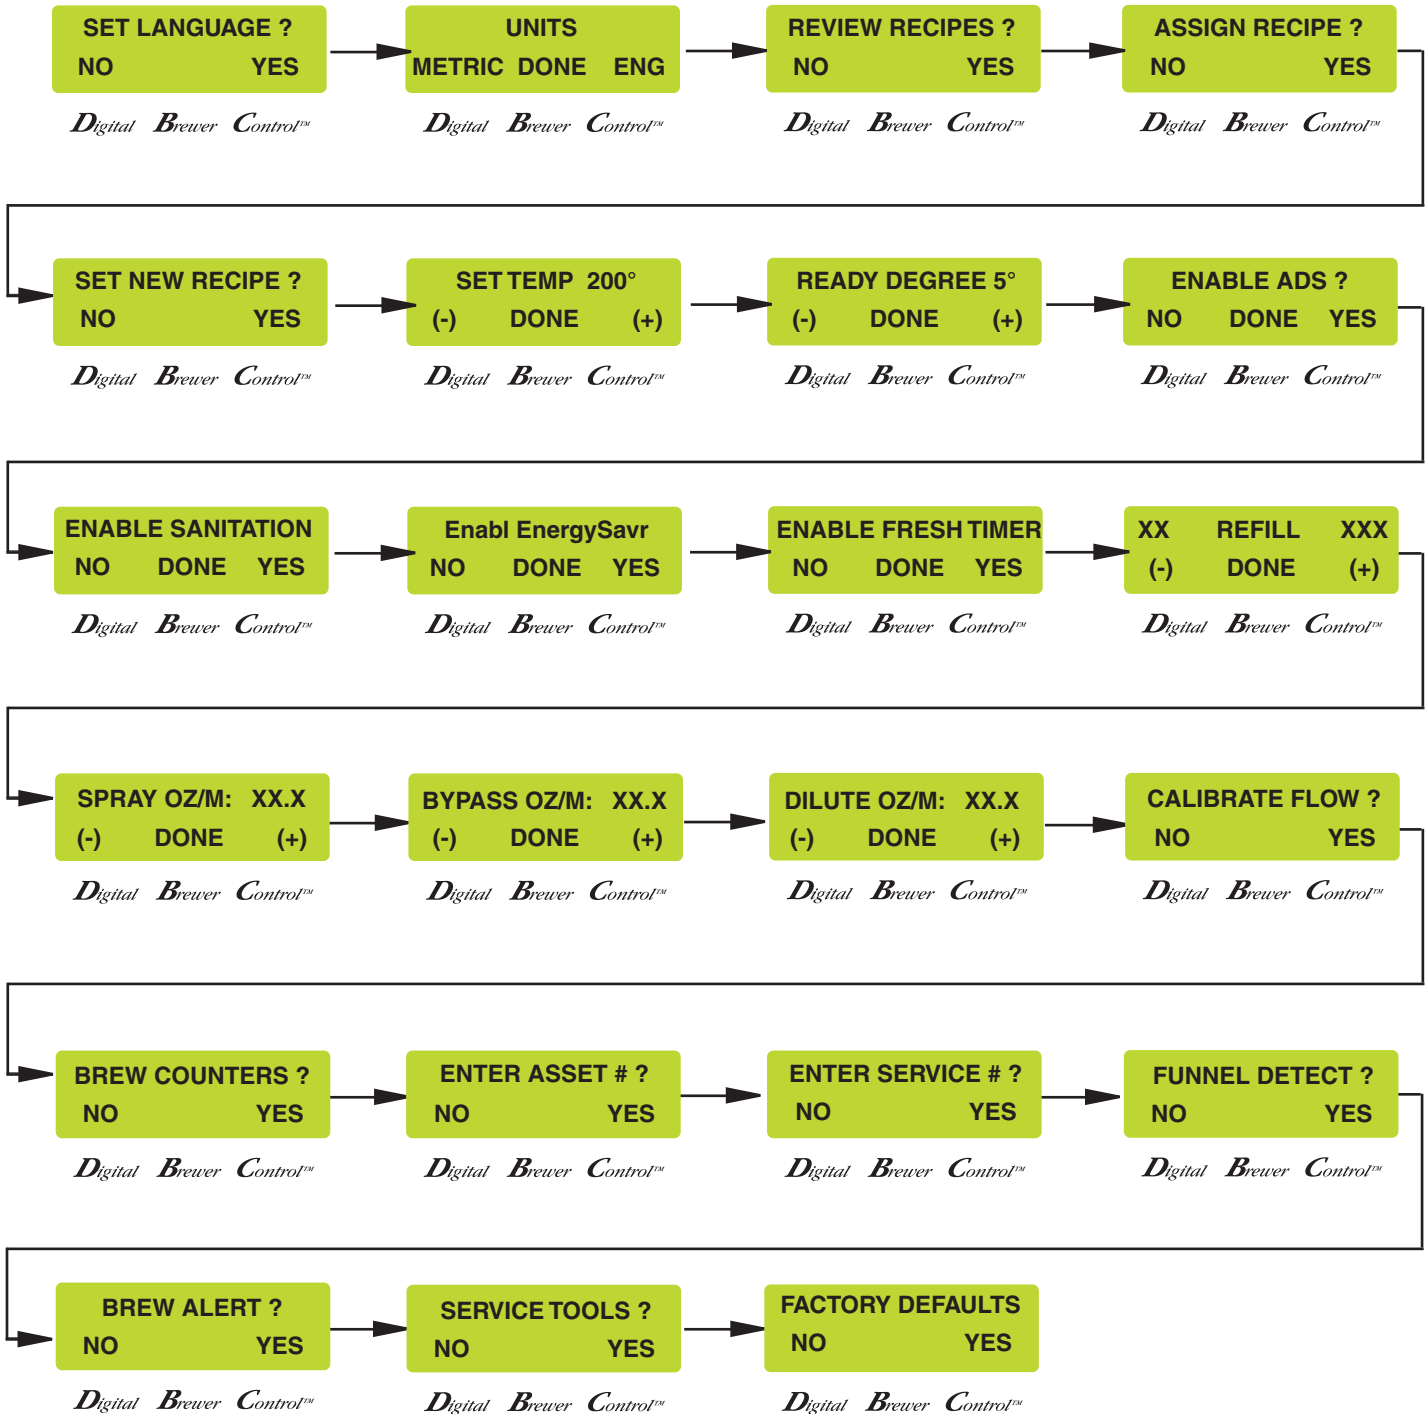 SET LANGUAGE ?
NO YES
Digital Brewer Control™
UNITS
METRIC DONE ENG
Digital Brewer Control™
REVIEW RECIPES ?
NO YES
Digital Brewer Control™
ASSIGN RECIPE ?
NO YES
Digital Brewer Control™
SET NEW RECIPE ?
NO YES
Digital Brewer Control™
SET TEMP 200°
(-) DONE (+)
Digital Brewer Control™
READY DEGREE 5°
(-) DONE (+)
Digital Brewer Control™
ENABLE ADS ?
NO DONE YES
Digital Brewer Control™
ENABLE SANITATION
NO DONE YES
Digital Brewer Control™
Enabl EnergySavr
NO DONE YES
Digital Brewer Control™
ENABLE FRESH TIMER
NO DONE YES
Digital Brewer Control™
XX REFILL XXX
(-) DONE (+)
Digital Brewer Control™
SPRAY OZ/M: XX.X
(-) DONE (+)
Digital Brewer Control™
BYPASS OZ/M: XX.X
(-) DONE (+)
Digital Brewer Control™
DILUTE OZ/M: XX.X
(-) DONE (+)
Digital Brewer Control™
CALIBRATE FLOW ?
NO YES
Digital Brewer Control™
BREW COUNTERS ?
NO YES
Digital Brewer Control™
ENTER ASSET # ?
NO YES
Digital Brewer Control™
ENTER SERVICE # ?
NO YES
Digital Brewer Control™
FUNNEL DETECT ?
NO YES
Digital Brewer Control™
BREW ALERT ?
NO YES
Digital Brewer Control™
SERVICE TOOLS ?
NO YES
Digital Brewer Control™
FACTORY DEFAULTS
NO YES
Digital Brewer Control™